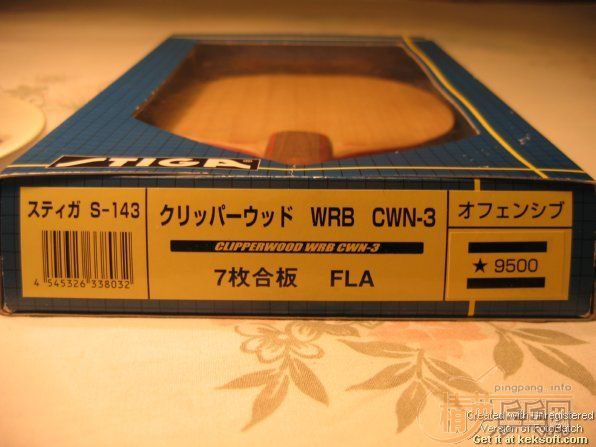 STIGA
スティガ S-143
4 545326 338032
クリッパーウッド WRB CWN-3
CLIPPERWOOD WRB CWN-3
7枚合板 FLA
オフェンシブ
★ 9500
pingpang.info
Created with Unregistered
Version of
Get it at keksoft.com